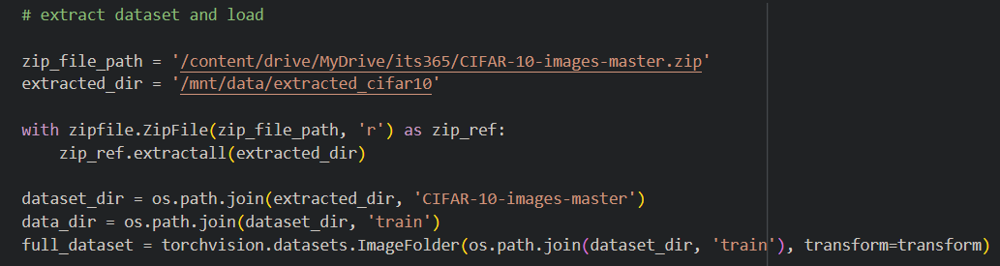 # extract dataset and load
zip_file_path = '/content/drive/MyDrive/its365/CIFAR-10-images-master.zip'
extracted_dir = '/mnt/data/extracted_cifar10'
with zipfile.ZipFile(zip_file_path, 'r') as zip_ref:
    zip_ref.extractall(extracted_dir)
dataset_dir = os.path.join(extracted_dir, 'CIFAR-10-images-master')
data_dir = os.path.join(dataset_dir, 'train')
full_dataset = torchvision.datasets.ImageFolder(os.path.join(dataset_dir, 'train'), transform=transform)